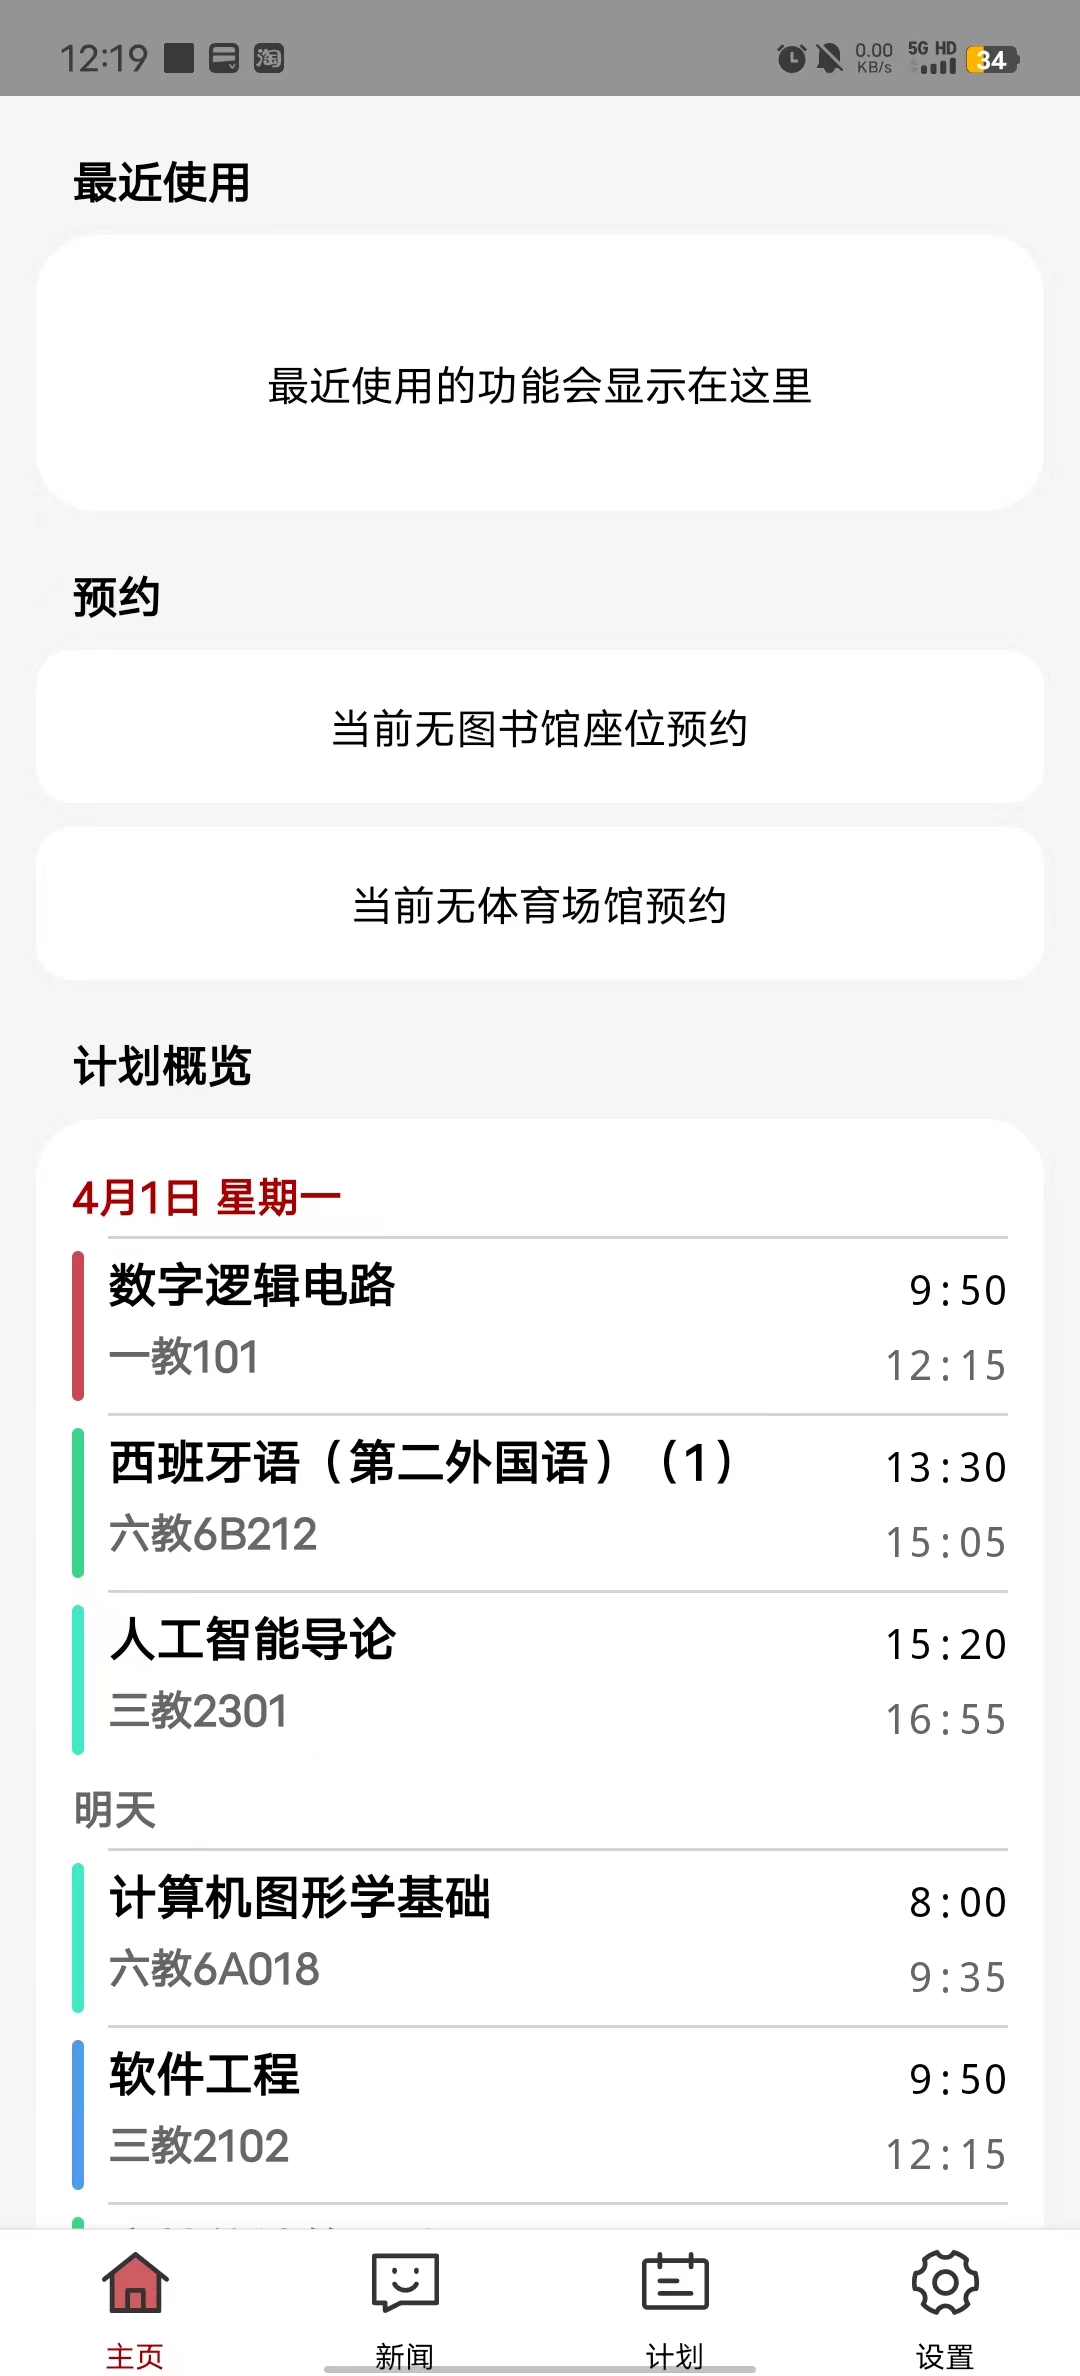 12:19 淘 0.00 KB/s 5G HD 34
最近使用
最近使用的功能会显示在这里
预约
当前无图书馆座位预约
当前无体育场馆预约
计划概览
4月1日 星期一
数字逻辑电路 9:50
一教101 12:15
西班牙语（第二外国语）（1） 13:30
六教6B212 15:05
人工智能导论 15:20
三教2301 16:55
明天
计算机图形学基础 8:00
六教6A018 9:35
软件工程 9:50
三教2102 12:15
主页 新闻 计划 设置